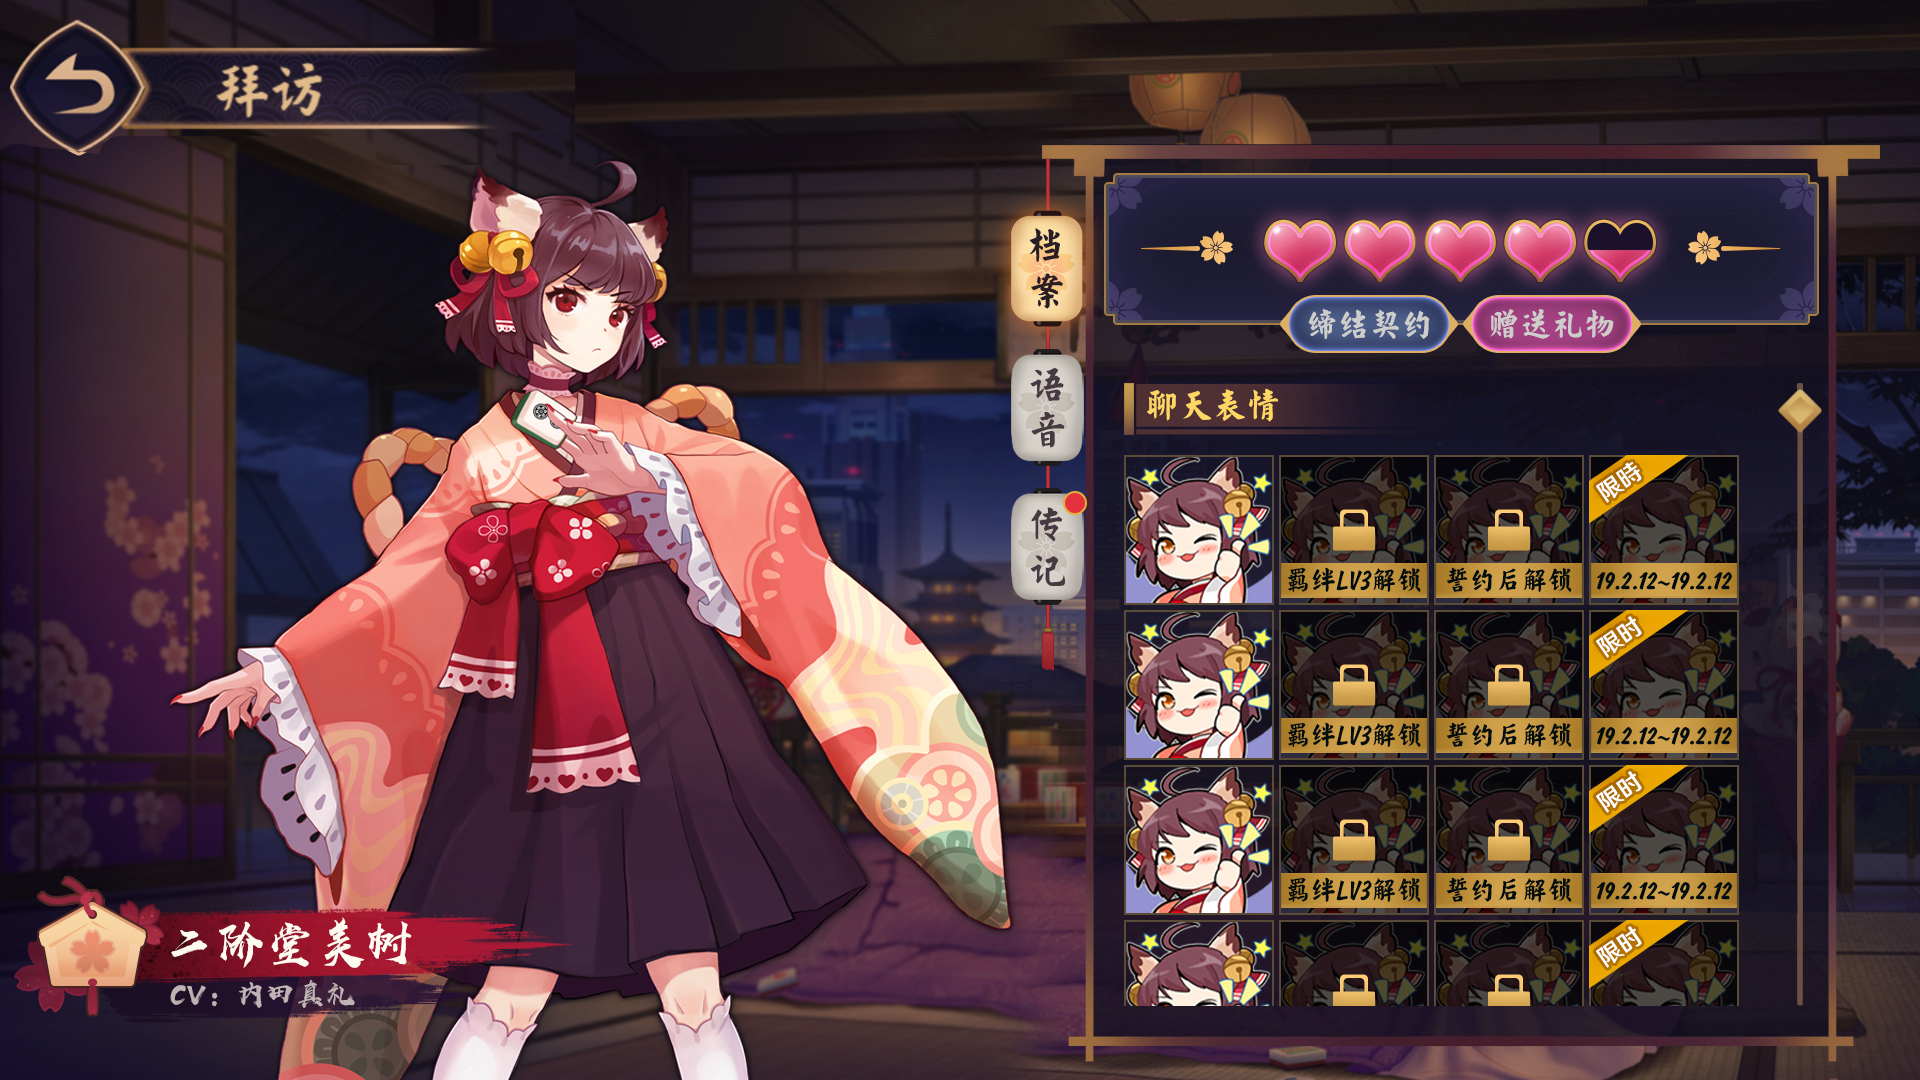 拜访
档案
语音
传记
缔结契约
赠送礼物
聊天表情
限時
羁绊LV3解锁
誓约后解锁
19.2.12~19.2.12
限时
羁绊LV3解锁
誓约后解锁
19.2.12~19.2.12
限时
羁绊LV3解锁
誓约后解锁
19.2.12~19.2.12
限时
二阶堂美树
CV：内田真礼